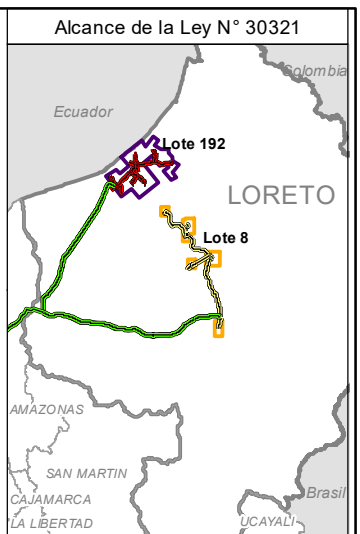 Alcance de la Ley N° 30321
Colombia
Ecuador
Lote 192
LORETO
Lote 8
AMAZONAS
SAN MARTIN
CAJAMARCA
Brasil
LA LIBERTAD
UCAYALI